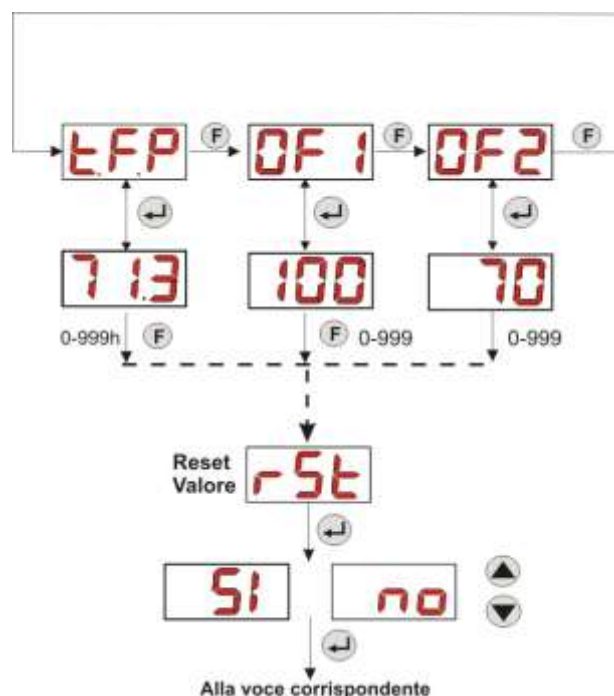 t.F.P F OF1 F OF2 F
71.3 100 70
0-999h F F 0-999 0-999
Reset
Valore
rSt
SI no
Alla voce corrispondente